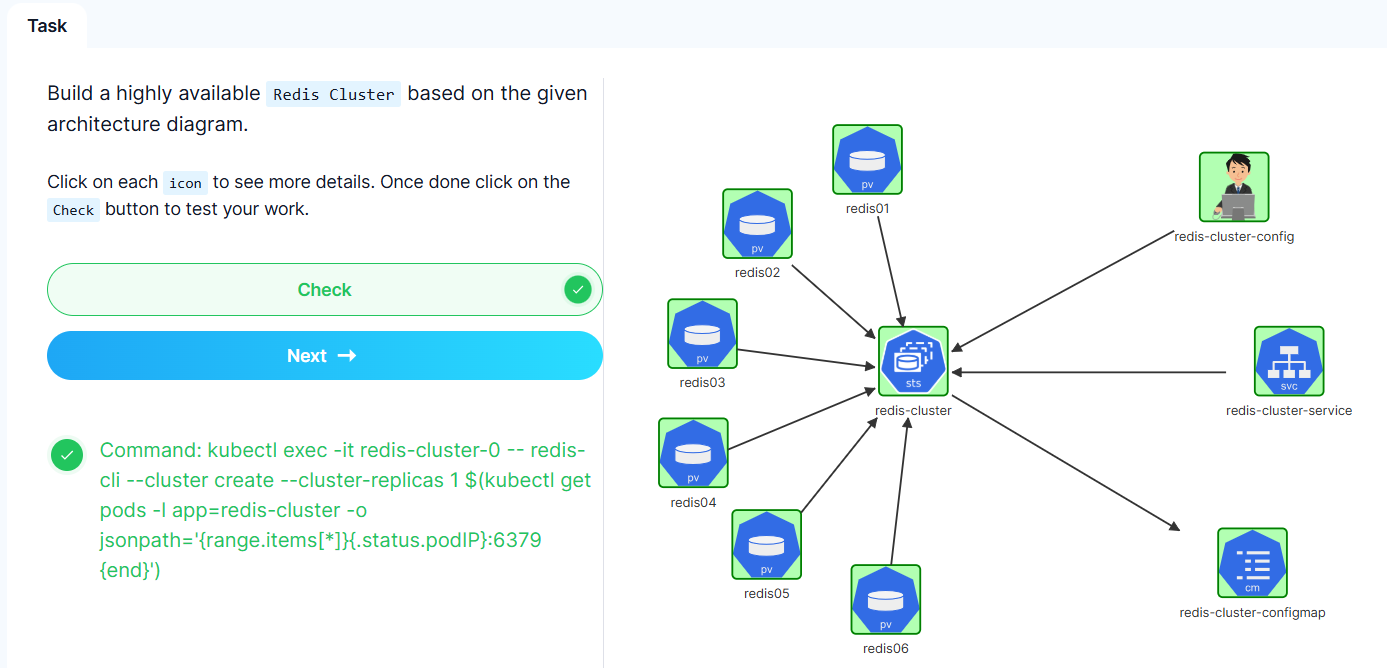 Task
Build a highly available Redis Cluster based on the given
architecture diagram.
Click on each icon to see more details. Once done click on the
Check button to test your work.
Check
Next →
Command: kubectl exec -it redis-cluster-0 -- redis-
cli --cluster create --cluster-replicas 1 $(kubectl get
pods -l app=redis-cluster -o
jsonpath='{range.items[*]}{.status.podIP}:6379
{end}')
pv
redis01
pv
redis02
pv
redis03
pv
redis04
pv
redis05
pv
redis06
sts
redis-cluster
redis-cluster-config
svc
redis-cluster-service
cm
redis-cluster-configmap